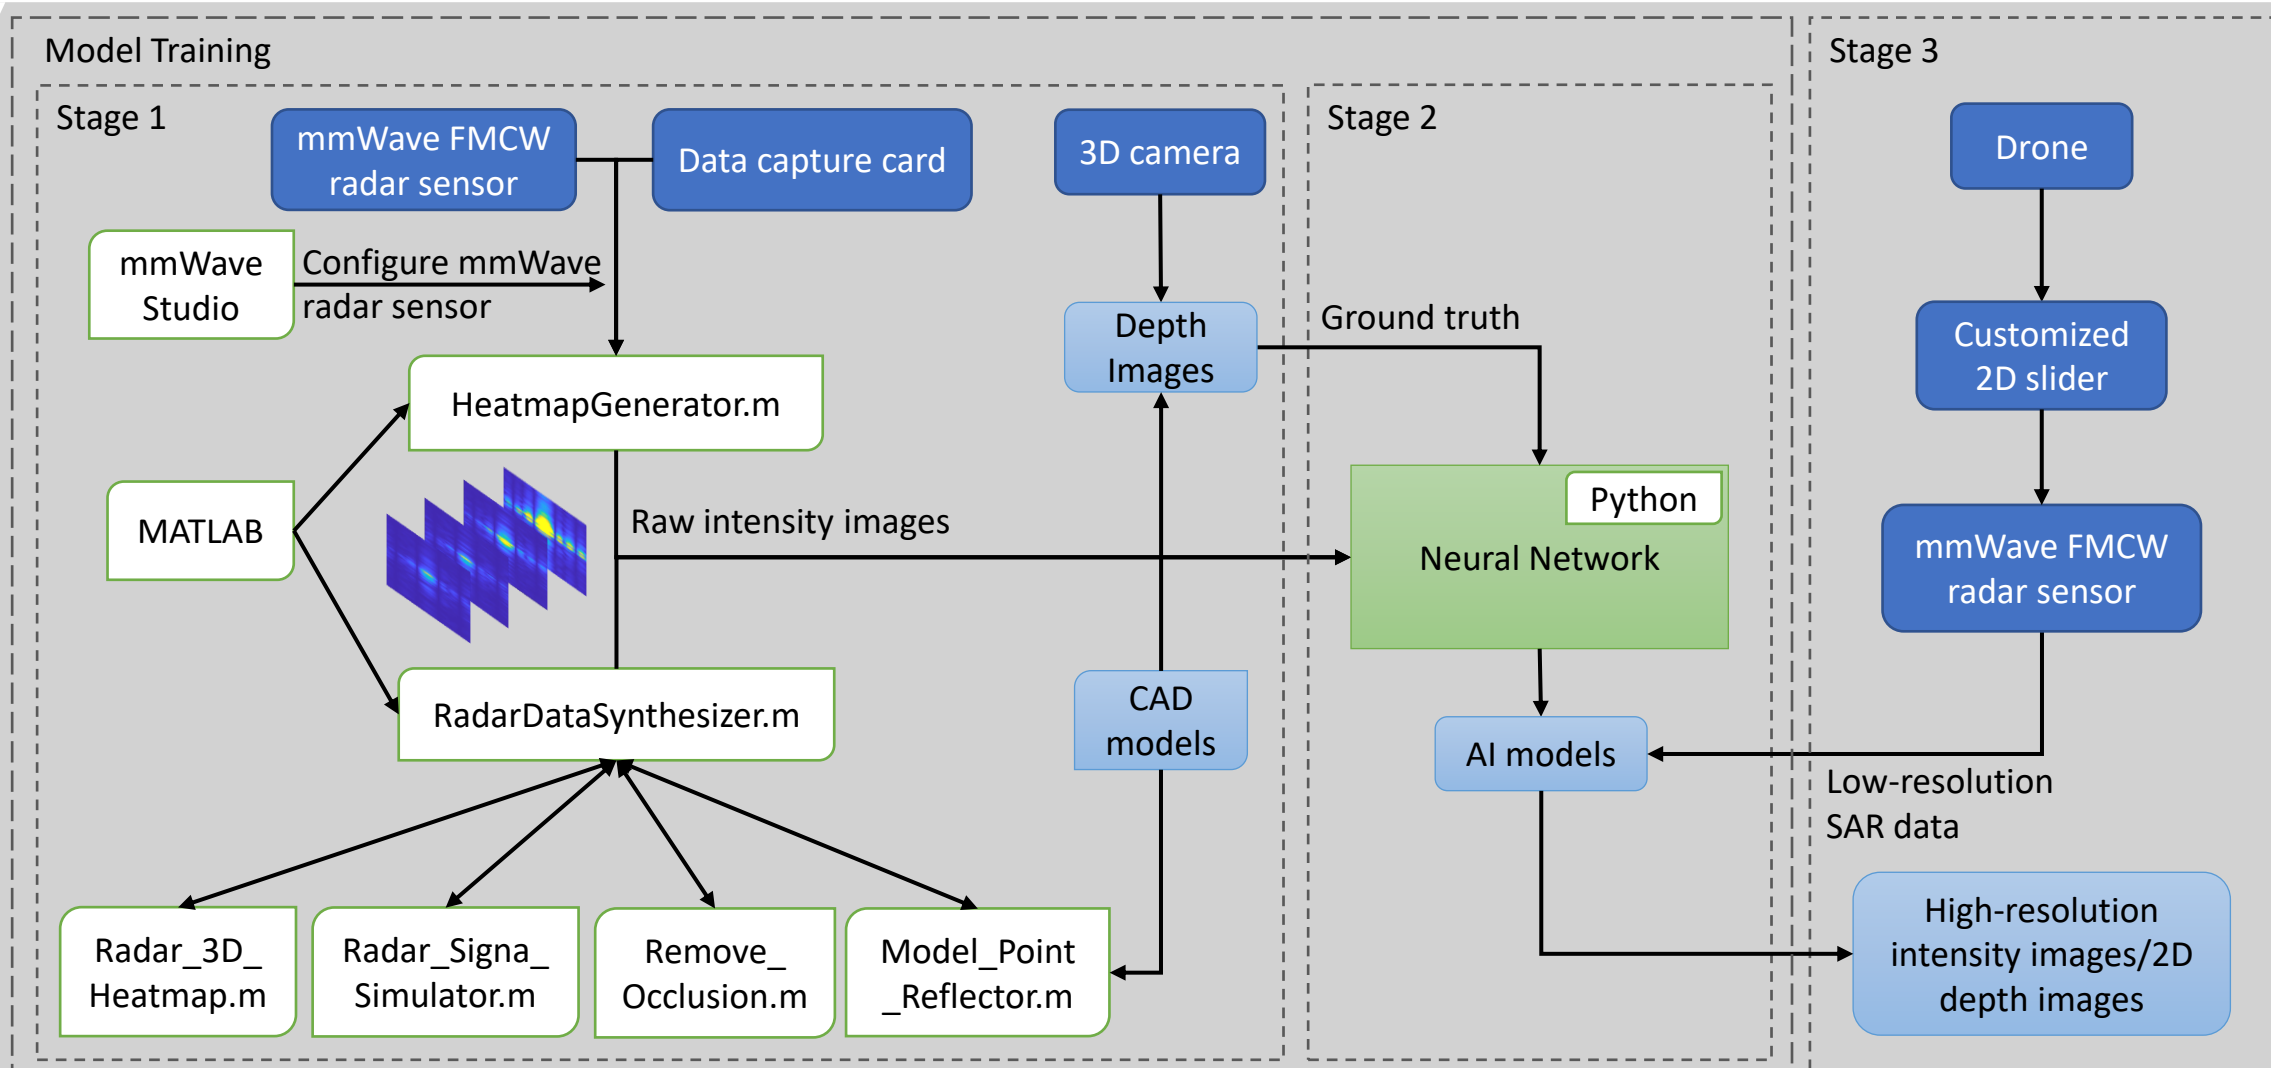 Model Training
Stage 1
mmWave FMCW
radar sensor
Data capture card
3D camera
mmWave
Studio
Configure mmWave
radar sensor
Depth
Images
HeatmapGenerator.m
MATLAB
Raw intensity images
RadarDataSynthesizer.m
CAD
models
Radar_3D_
Heatmap.m
Radar_Signa_
Simulator.m
Remove_
Occlusion.m
Model_Point
_Reflector.m
Stage 2
Ground truth
Python
Neural Network
AI models
Stage 3
Drone
Customized
2D slider
mmWave FMCW
radar sensor
Low-resolution
SAR data
High-resolution
intensity images/2D
depth images